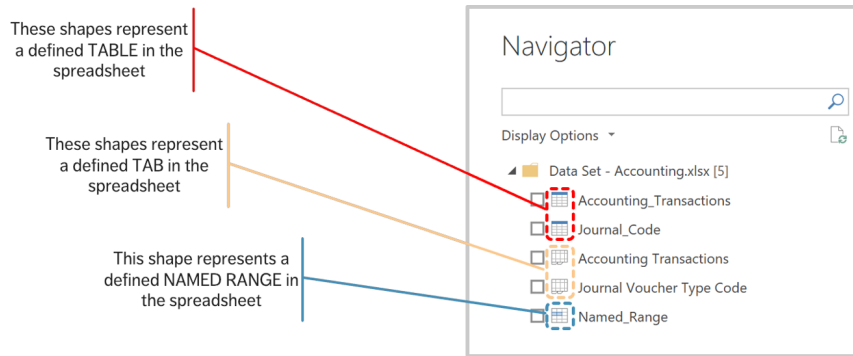 These shapes represent
a defined TABLE in the
spreadsheet
These shapes represent
a defined TAB in the
spreadsheet
This shape represents a
defined NAMED RANGE in
the spreadsheet
Navigator
Display Options
Data Set - Accounting.xlsx [5]
Accounting_Transactions
Journal_Code
Accounting Transactions
Journal Voucher Type Code
Named_Range